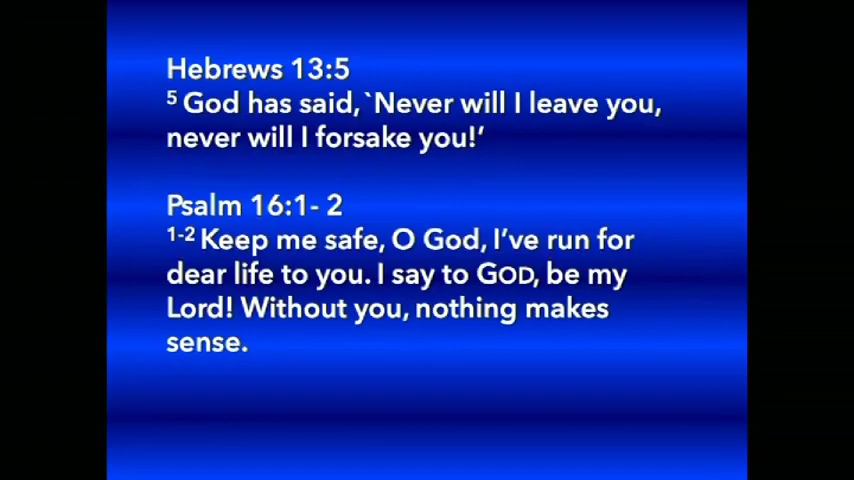 Hebrews 13:5
5 God has said, `Never will I leave you,
never will I forsake you!’
Psalm 16:1- 2
1-2 Keep me safe, O God, I’ve run for
dear life to you. I say to GOD, be my
Lord! Without you, nothing makes
sense.